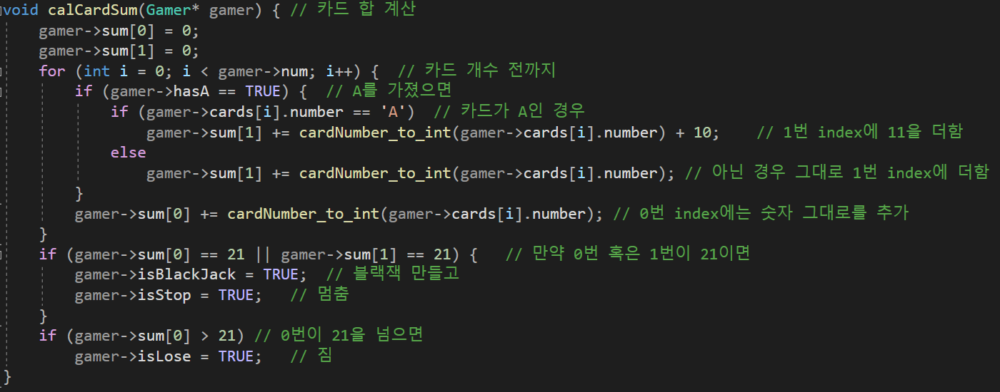 void calCardSum(Gamer* gamer) { // 카드 합 계산
    gamer->sum[0] = 0;
    gamer->sum[1] = 0;
    for (int i = 0; i < gamer->num; i++) {  // 카드 개수 전까지
        if (gamer->hasA == TRUE) {  // A를 가졌으면
            if (gamer->cards[i].number == 'A')  // 카드가 A인 경우
                gamer->sum[1] += cardNumber_to_int(gamer->cards[i].number) + 10;    // 1번 index에 11을 더함
            else
                gamer->sum[1] += cardNumber_to_int(gamer->cards[i].number); // 아닌 경우 그대로 1번 index에 더함
        }
        gamer->sum[0] += cardNumber_to_int(gamer->cards[i].number); // 0번 index에는 숫자 그대로를 추가
    }
    if (gamer->sum[0] == 21 || gamer->sum[1] == 21) {   // 만약 0번 혹은 1번이 21이면
        gamer->isBlackJack = TRUE;  // 블랙잭 만들고
        gamer->isStop = TRUE;   // 멈춤
    }
    if (gamer->sum[0] > 21) // 0번이 21을 넘으면
        gamer->isLose = TRUE;   // 짐
}